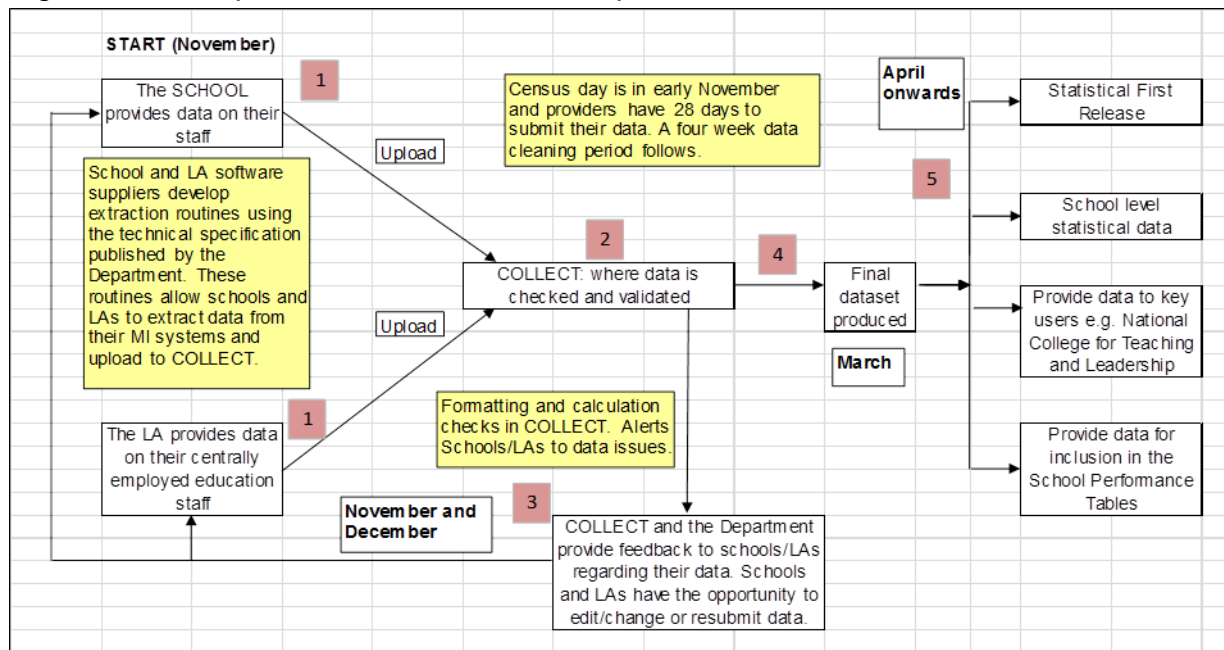 START (November)
1
The SCHOOL
provides data on their
staff
Upload
Census day is in early November
and providers have 28 days to
submit their data. A four week data
cleaning period follows.
April
onwards
Statistical First
Release
School and LA software
suppliers develop
extraction routines using
the technical specification
published by the
Department. These
routines allow schools and
LAs to extract data from
their MI systems and
upload to COLLECT.
5
School level
statistical data
2
4
COLLECT: where data is
checked and validated
Final
dataset
produced
Upload
March
Provide data to key
users e.g. National
College for Teaching
and Leadership
1
The LA provides data
on their centrally
employed education
staff
Formatting and calculation
checks in COLLECT. Alerts
Schools/LAs to data issues.
Provide data for
inclusion in the
School Performance
Tables
November and
December
3
COLLECT and the Department
provide feedback to schools/LAs
regarding their data. Schools
and LAs have the opportunity to
edit/change or resubmit data.